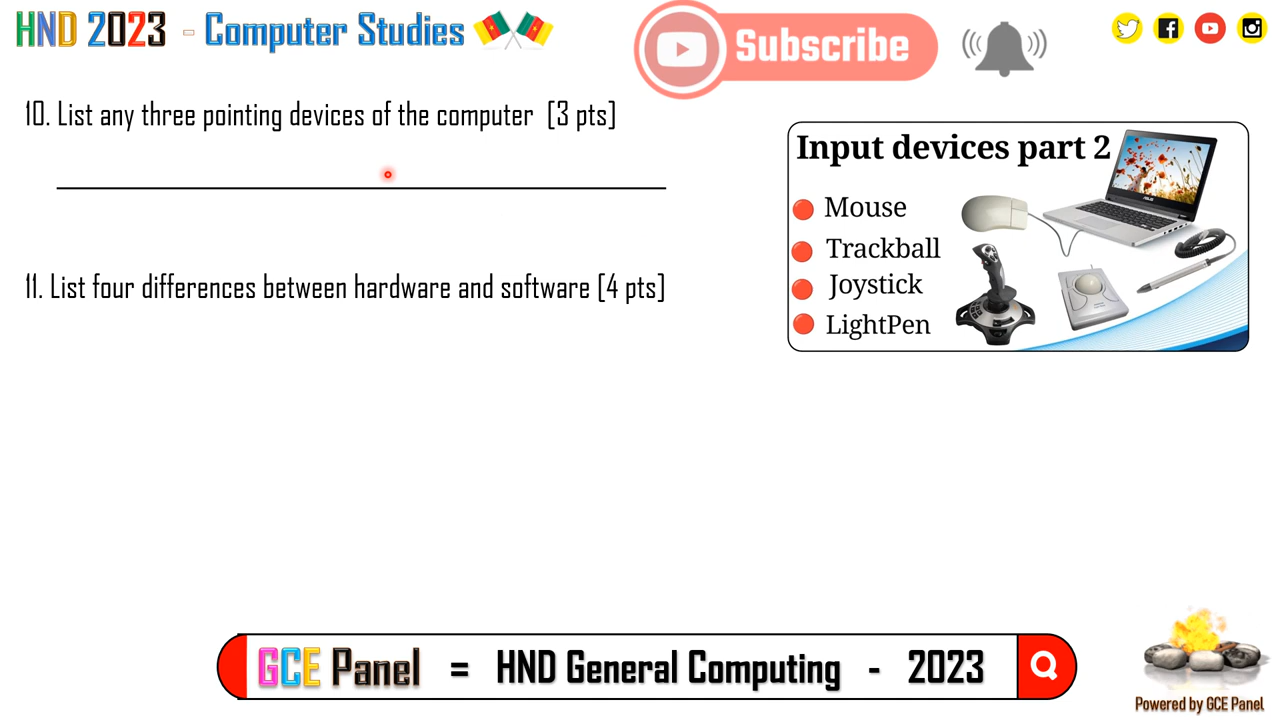 HND 2023 - Computer Studies
Subscribe
10. List any three pointing devices of the computer [3 pts]
Input devices part 2
Mouse
Trackball
Joystick
LightPen
11. List four differences between hardware and software [4 pts]
GCE Panel = HND General Computing - 2023
Powered by GCE Panel